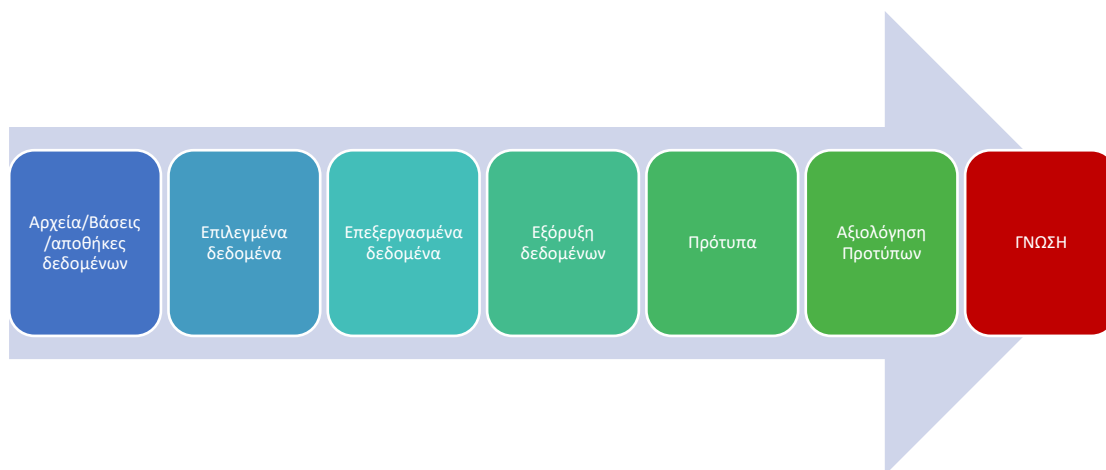 Αρχεία/Βάσεις
/αποθήκες
δεδομένων
Επιλεγμένα
δεδομένα
Επεξεργασμένα
δεδομένα
Εξόρυξη
δεδομένων
Πρότυπα
Αξιολόγηση
Προτύπων
ΓΝΩΣΗ